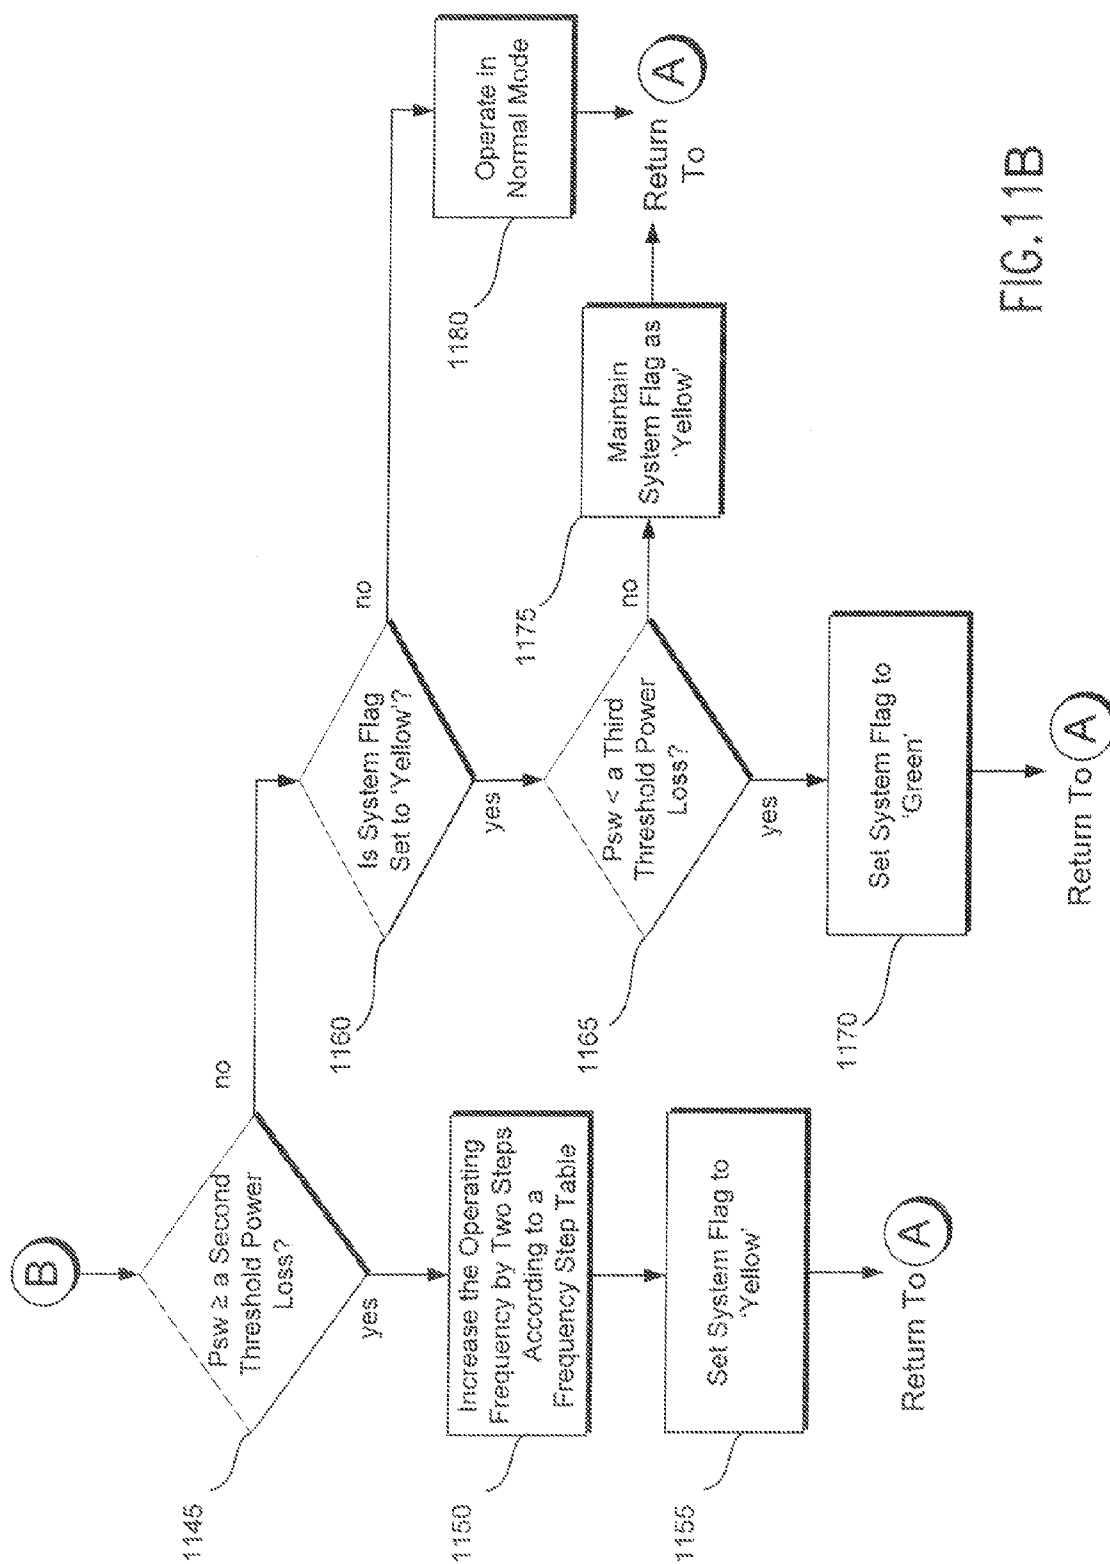 B
Psw ≥ a Second
Threshold Power
Loss?
1145
no
yes
Increase the Operating
Frequency by Two Steps
According to a
Frequency Step Table
1150
Set System Flag to
'Yellow'
1155
Return To A
Is System Flag
Set to 'Yellow'?
1160
no
yes
Psw < a Third
Threshold Power
Loss?
1165
no
yes
Set System Flag to
'Green'
1170
Return To A
Maintain
System Flag as
'Yellow'
1175
Operate in
Normal Mode
1180
Return
To
A
FIG.11B